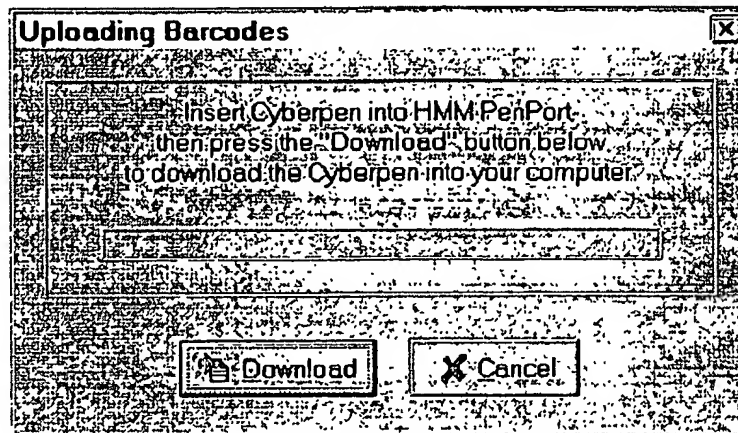 Uploading Barcodes
Insert Cyberpen into HMM PenPort
then press the "Download" button below
to download the Cyberpen into your computer.
Download
Cancel